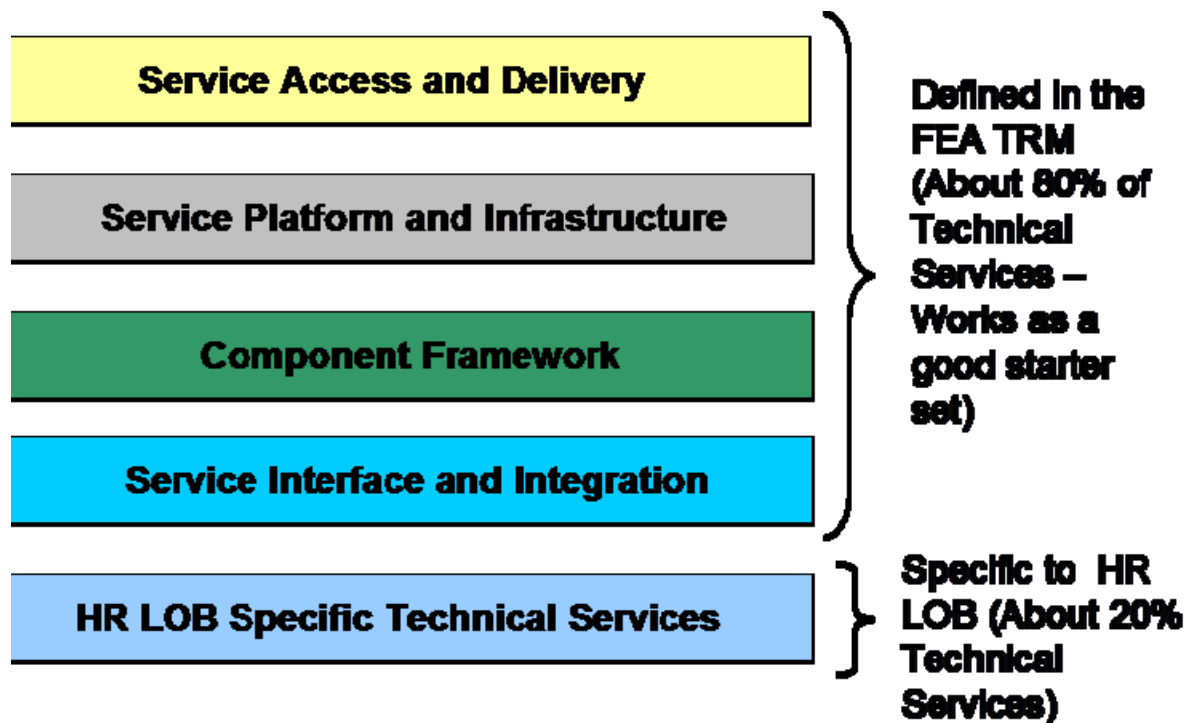 Service Access and Delivery
Service Platform and Infrastructure
Component Framework
Service Interface and Integration
HR LOB Specific Technical Services
Defined in the
FEA TRM
(About 80% of
Technical
Services –
Works as a
good starter
set)
Specific to HR
LOB (About 20%
Technical
Services)